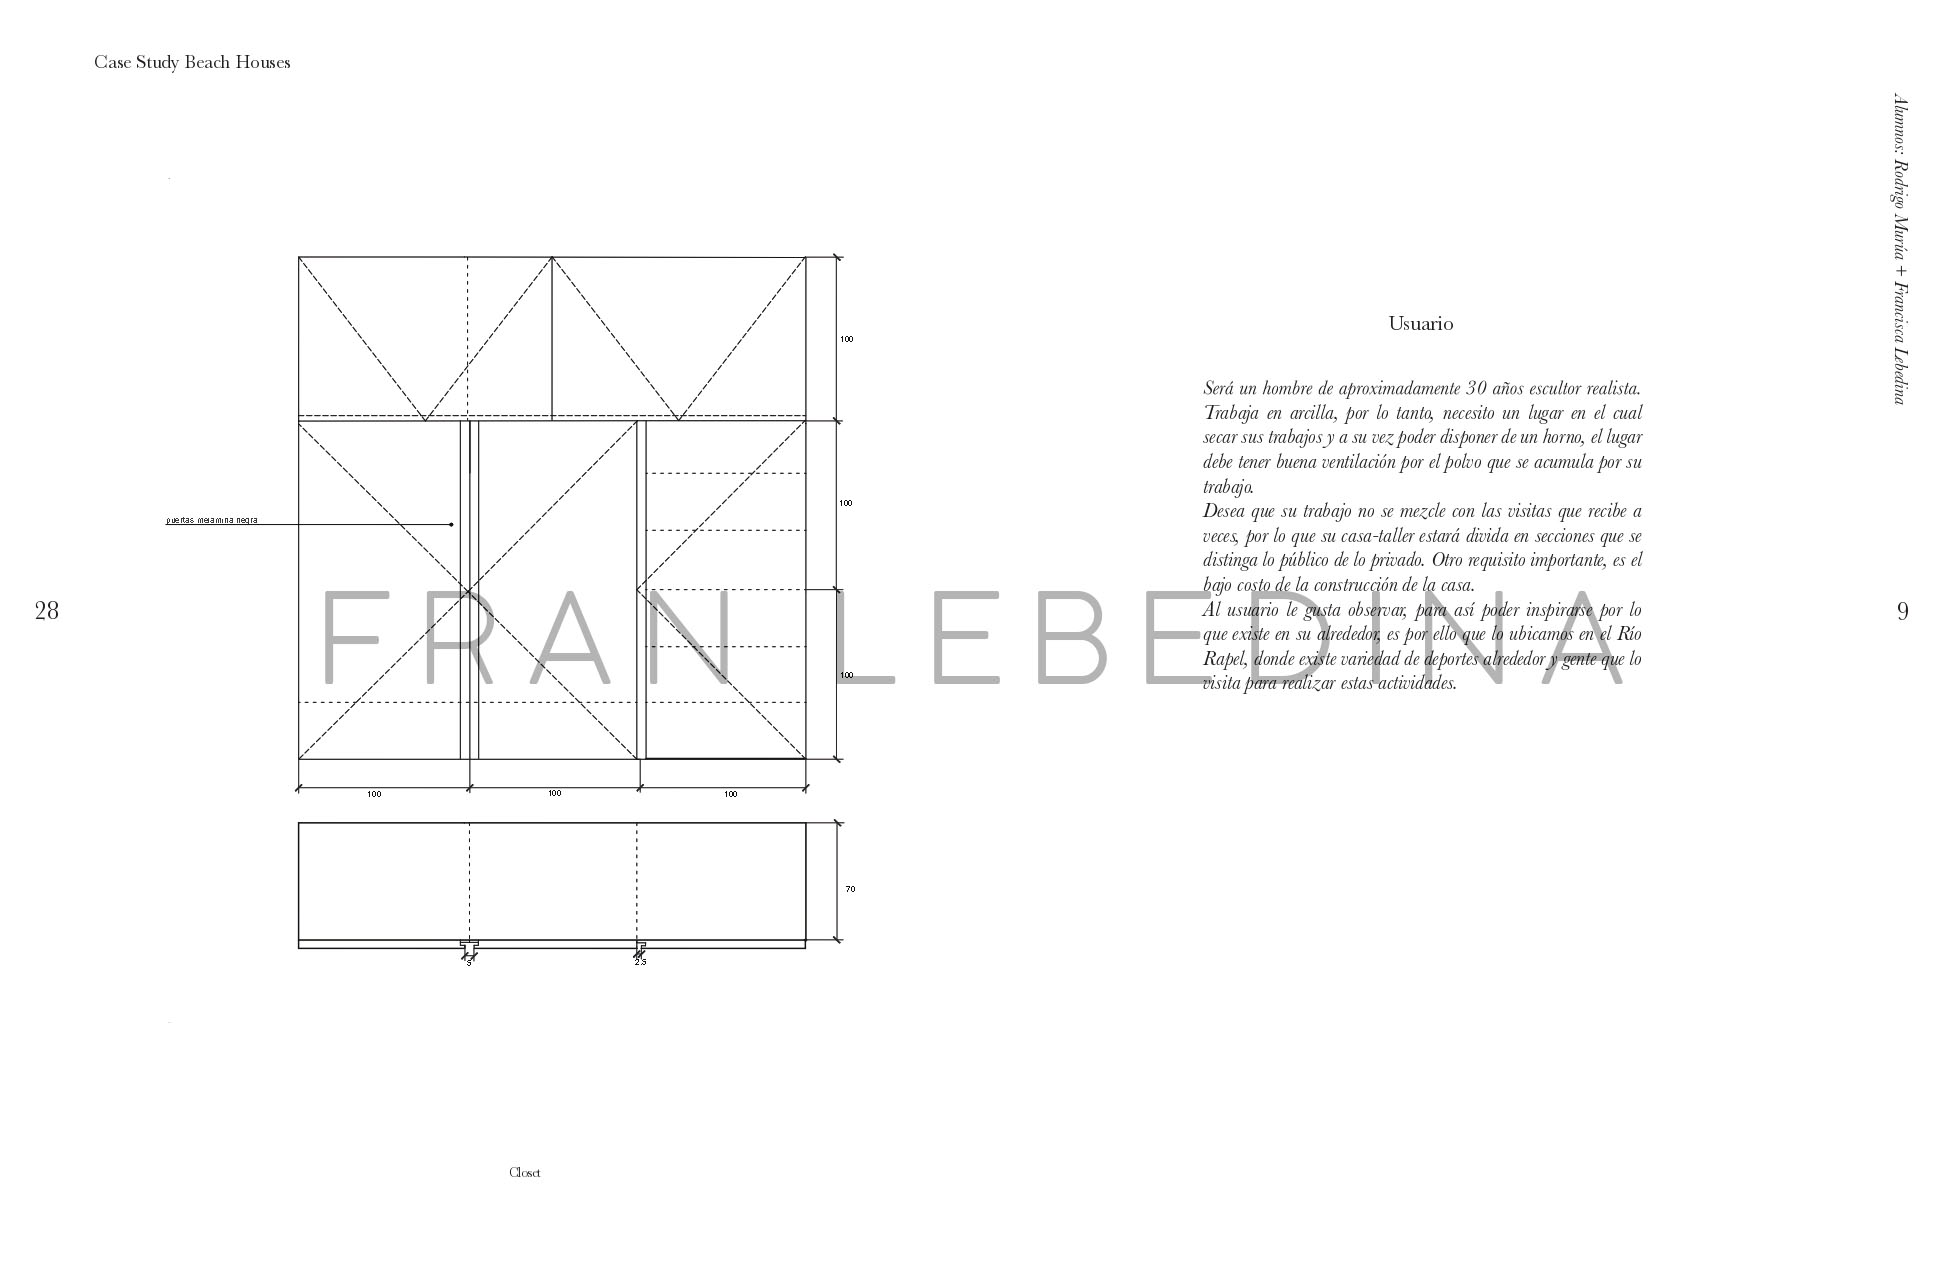 Case Study Beach Houses
100
100
puertas melamina negra
100
100
100
100
70
5
2.5
Closet
28
FRAN LEBEDINA
Usuario
Será un hombre de aproximadamente 30 años escultor realista.
Trabaja en arcilla, por lo tanto, necesito un lugar en el cual
secar sus trabajos y a su vez poder disponer de un horno, el lugar
debe tener buena ventilación por el polvo que se acumula por su
trabajo.
Desea que su trabajo no se mezcle con las visitas que recibe a
veces, por lo que su casa-taller estará divida en secciones que se
distinga lo público de lo privado. Otro requisito importante, es el
bajo costo de la construcción de la casa.
Al usuario le gusta observar, para así poder inspirarse por lo
que existe en su alrededor, es por ello que lo ubicamos en el Río
Rapel, donde existe variedad de deportes alrededor y gente que lo
visita para realizar estas actividades.
Alumnos: Rodrigo Murúa + Francisca Lebedina
9